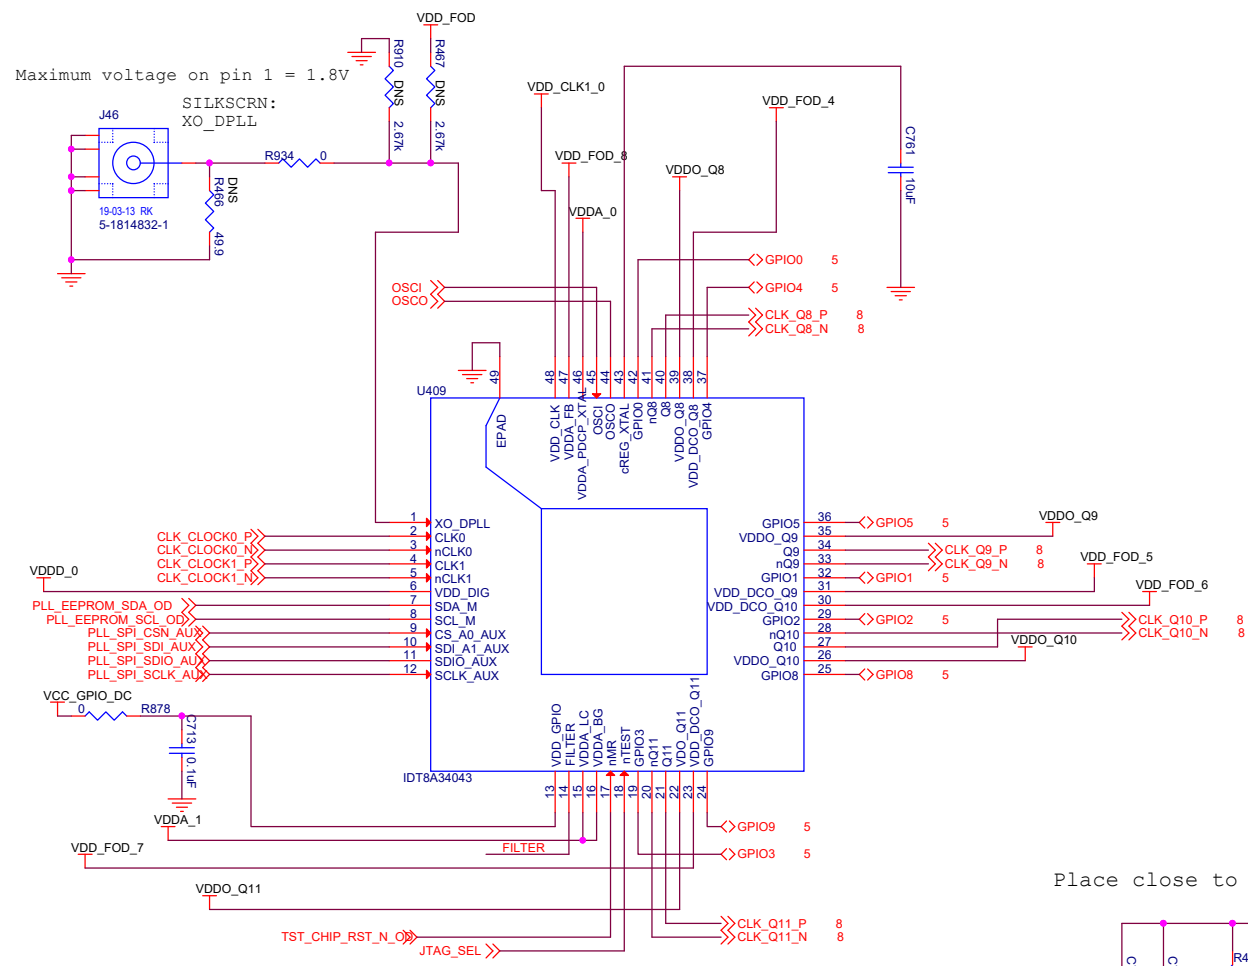 VDD_FOD
R910
DNS
2.67k
R467
DNS
2.67k
Maximum voltage on pin 1 = 1.8V
SILKSCRN:
XO_DPLL
J46
19-03-13 RK
5-1814832-1
R934 0
DNS
R466
49.9
VDD_CLK1_0
VDD_FOD_8
VDDA_0
VDD_FOD_4
VDDO_Q8
C761
10uF
OSCI
OSCO
GPIO0 5
GPIO4 5
CLK_Q8_P 8
CLK_Q8_N 8
U409
49
EPAD
48 VDD_CLK
47 VDDA_FB
46 VDDA_PDCP_XTAL
45 OSCI
44 OSCO
43 cREG_XTAL
42 GPIO0
41 nQ8
40 Q8
39 VDDO_Q8
38 VDD_DCO_Q8
37 GPIO4
1 XO_DPLL
CLK_CLOCK0_P 2 CLK0
CLK_CLOCK0_N 3 nCLK0
CLK_CLOCK1_P 4 CLK1
CLK_CLOCK1_N 5 nCLK1
VDDD_0
6 VDD_DIG
PLL_EEPROM_SDA_OD 7 SDA_M
PLL_EEPROM_SCL_OD 8 SCL_M
PLL_SPI_CSN_AUX 9 CS_A0_AUX
PLL_SPI_SDI_AUX 10 SDI_A1_AUX
PLL_SPI_SDIO_AUX 11 SDIO_AUX
PLL_SPI_SCLK_AUX 12 SCLK_AUX
GPIO5 36 GPIO5 5
VDDO_Q9 35 VDDO_Q9
Q9 34 CLK_Q9_P 8
nQ9 33 CLK_Q9_N 8
GPIO1 32 GPIO1 5
VDD_DCO_Q9 31 VDD_FOD_5
VDD_DCO_Q10 30 VDD_FOD_6
GPIO2 29 GPIO2 5
nQ10 28 CLK_Q10_P 8
Q10 27 CLK_Q10_N 8
VDDO_Q10 26 VDDO_Q10
GPIO8 25 GPIO8 5
VCC_GPIO_DC
0 R878
C713
0.1uF
IDT8A34043
VDD_GPIO 13
FILTER 14
VDDA_LC 15
VDDA_BG 16
nMR 17
nTEST 18
GPIO3 19
nQ11 20
Q11 21
VDO_Q11 22
VDD_DCO_Q11 23
GPIO9 24
VDDA_1
FILTER
VDD_FOD_7
VDDO_Q11
GPIO9 5
GPIO3 5
CLK_Q11_P 8
CLK_Q11_N 8
TST_CHIP_RST_N_OD
JTAG_SEL
Place close to
C
C
R4